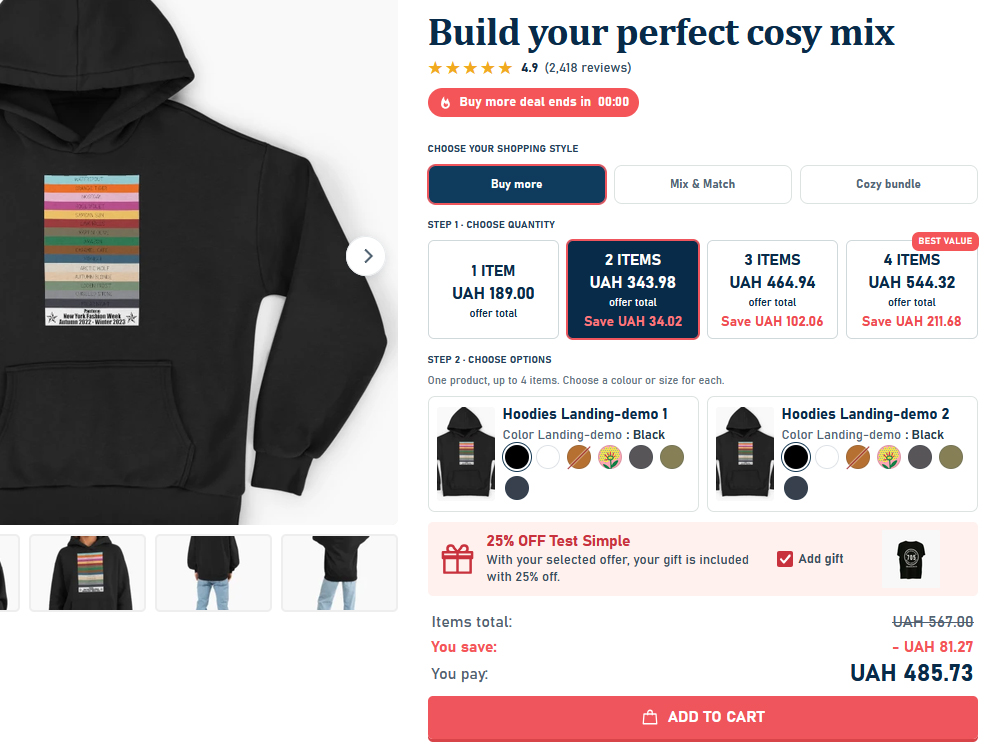 Build your perfect cosy mix
4.9 (2,418 reviews)
Buy more deal ends in 00:00
CHOOSE YOUR SHOPPING STYLE
Buy more
Mix & Match
Cozy bundle
STEP 1 · CHOOSE QUANTITY
1 ITEM
UAH 189.00
offer total
2 ITEMS
UAH 343.98
offer total
Save UAH 34.02
3 ITEMS
UAH 464.94
offer total
Save UAH 102.06
BEST VALUE
4 ITEMS
UAH 544.32
offer total
Save UAH 211.68
STEP 2 · CHOOSE OPTIONS
One product, up to 4 items. Choose a colour or size for each.
Hoodies Landing-demo 1
Color Landing-demo : Black
Hoodies Landing-demo 2
Color Landing-demo : Black
25% OFF Test Simple
With your selected offer, your gift is included
with 25% off.
Add gift
Items total: UAH 567.00
You save: - UAH 81.27
You pay: UAH 485.73
ADD TO CART
ARCTIC WOLF
New York Fashion Week
Autumn 2022 - Winter 2023